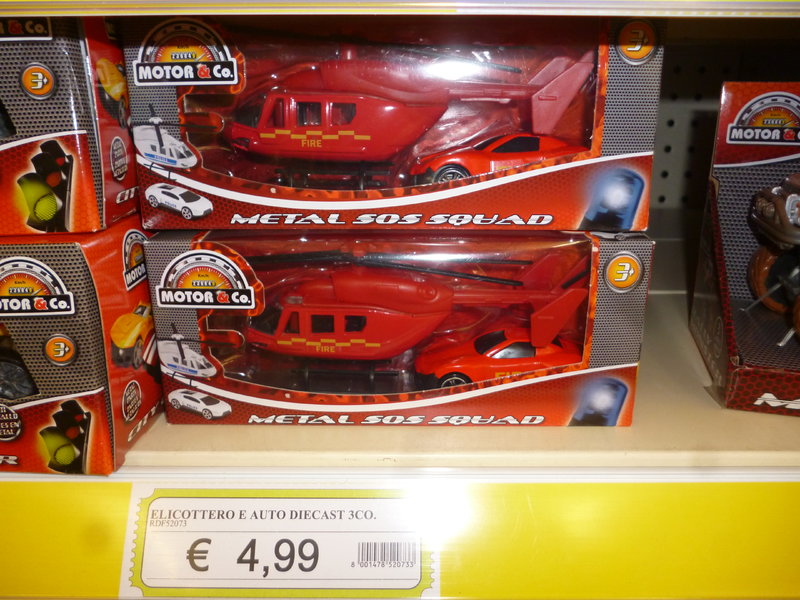 & Co.
MOTOR & Co.
3+
3+
FIRE
METAL SOS SQUAD
MOTOR & Co.
MOTOR & Co.
3+
3+
MOTOR & Co.
FIRE
METAL SOS SQUAD
MOTOR & Co.
ELICOTTERO E AUTO DIECAST 3CO.
RDF52073
€ 4,99
8 001478 520733